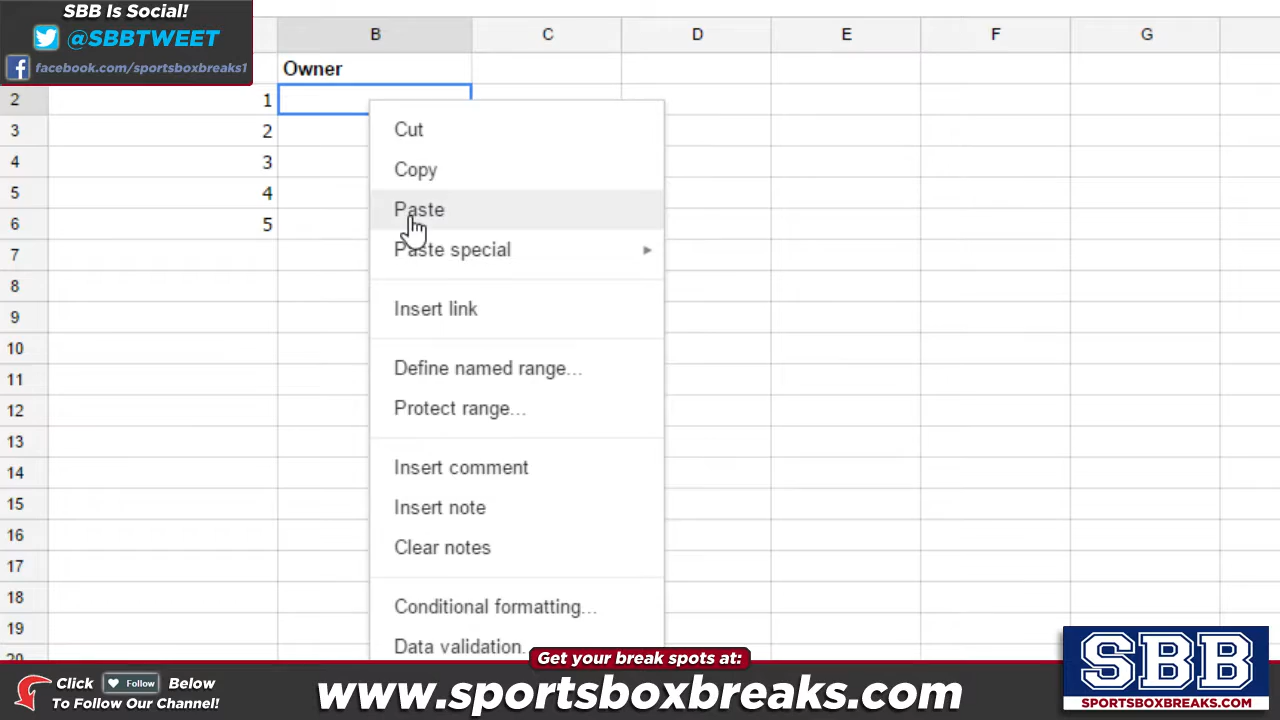 SBB Is Social!
@SBBTWEET
facebook.com/sportsboxbreaks1
B C D E F G
Owner
2 1
3 2
4 3
5 4
6 5
7
8
9
10
11
12
13
14
15
16
17
18
19
20
Cut
Copy
Paste
Paste special
Insert link
Define named range...
Protect range...
Insert comment
Insert note
Clear notes
Conditional formatting...
Data validation.
Get your break spots at:
www.sportsboxbreaks.com
Click Follow Below
To Follow Our Channel!
SBB
SPORTSBOXBREAKS.COM